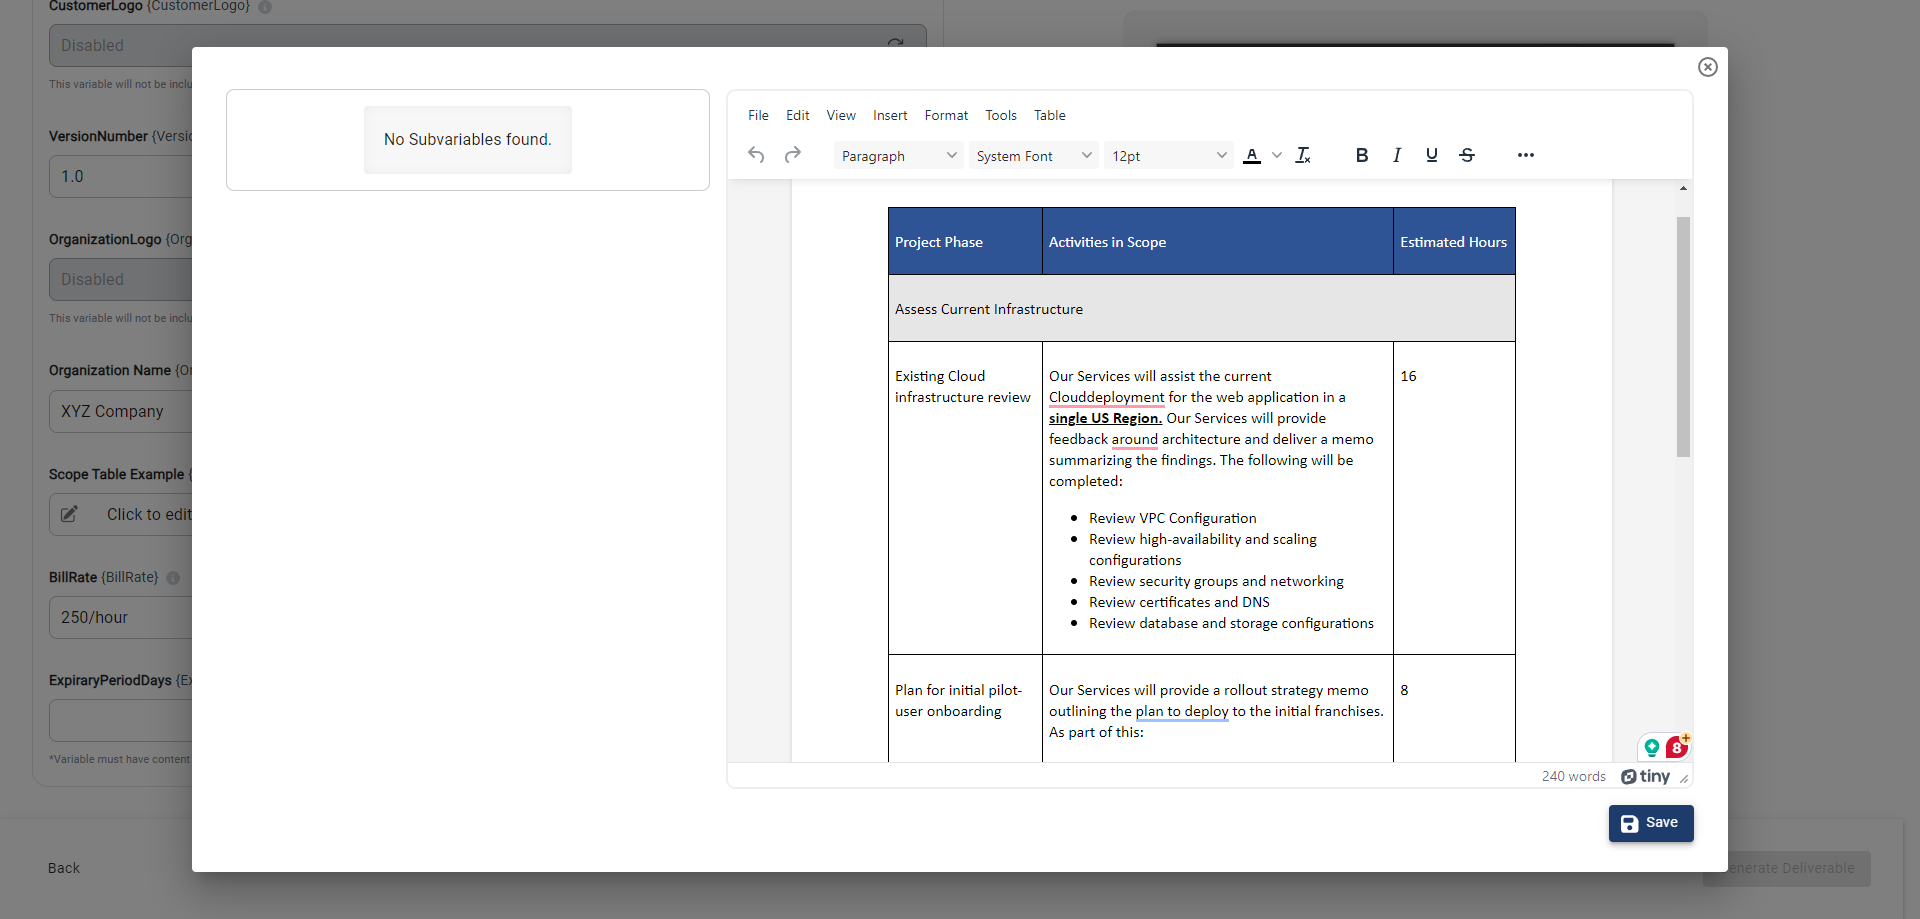 CustomerLogo {CustomerLogo}
Disabled
This variable will not be inclu
VersionNumber {Versic
1.0
OrganizationLogo {Org
Disabled
This variable will not be inclu
Organization Name {Or
XYZ Company
Scope Table Example {
Click to edit
BillRate {BillRate}
250/hour
ExpiraryPeriodDays {Ex
*Variable must have content
Back
No Subvariables found.
File Edit View Insert Format Tools Table
Paragraph System Font 12pt A B I U S
Project Phase Activities in Scope Estimated Hours
Assess Current Infrastructure
Existing Cloud
infrastructure review
Our Services will assist the current
Clouddeployment for the web application in a
single US Region. Our Services will provide
feedback around architecture and deliver a memo
summarizing the findings. The following will be
completed:
• Review VPC Configuration
• Review high-availability and scaling
configurations
• Review security groups and networking
• Review certificates and DNS
• Review database and storage configurations
16
Plan for initial pilot-
user onboarding
Our Services will provide a rollout strategy memo
outlining the plan to deploy to the initial franchises.
As part of this:
8
8
240 words tiny
Save
enerate Deliverable